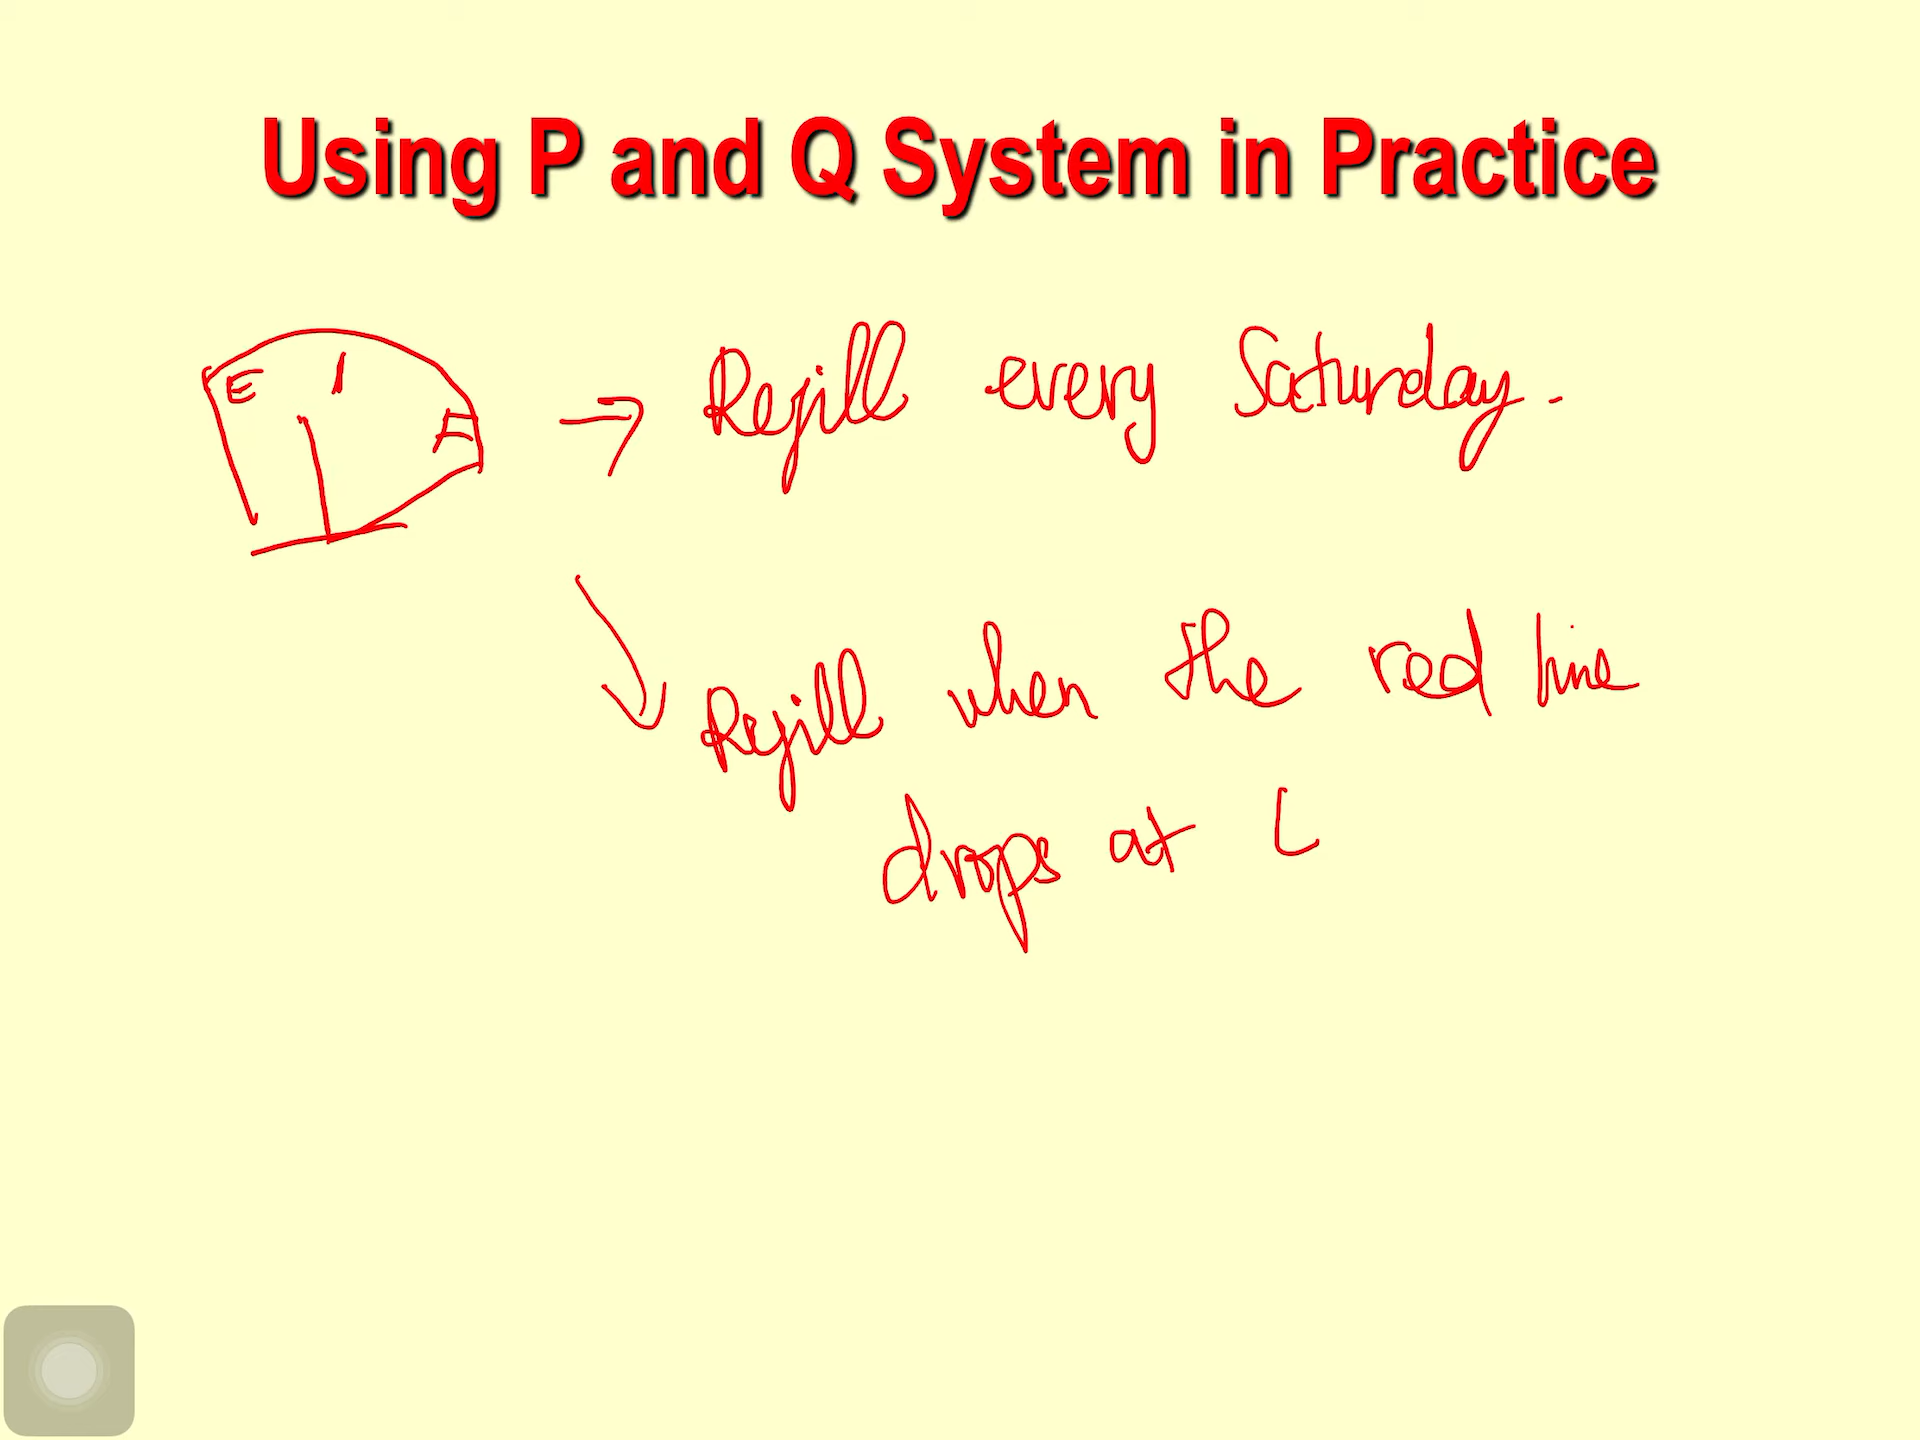 Using P and Q System in Practice
E
F
→ Refill every Saturday.
Refill when the red line
drops at L